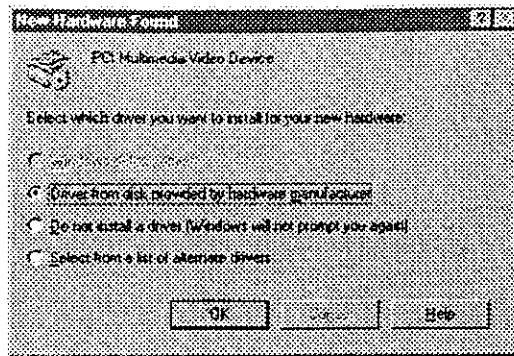 New Hardware Found
PCI Multimedia Video Device
Select which driver you want to install for your new hardware:
Driver from disk provided by hardware manufacturer
Do not install a driver (Windows will not prompt you again)
Select from a list of alternate drivers
OK
Help